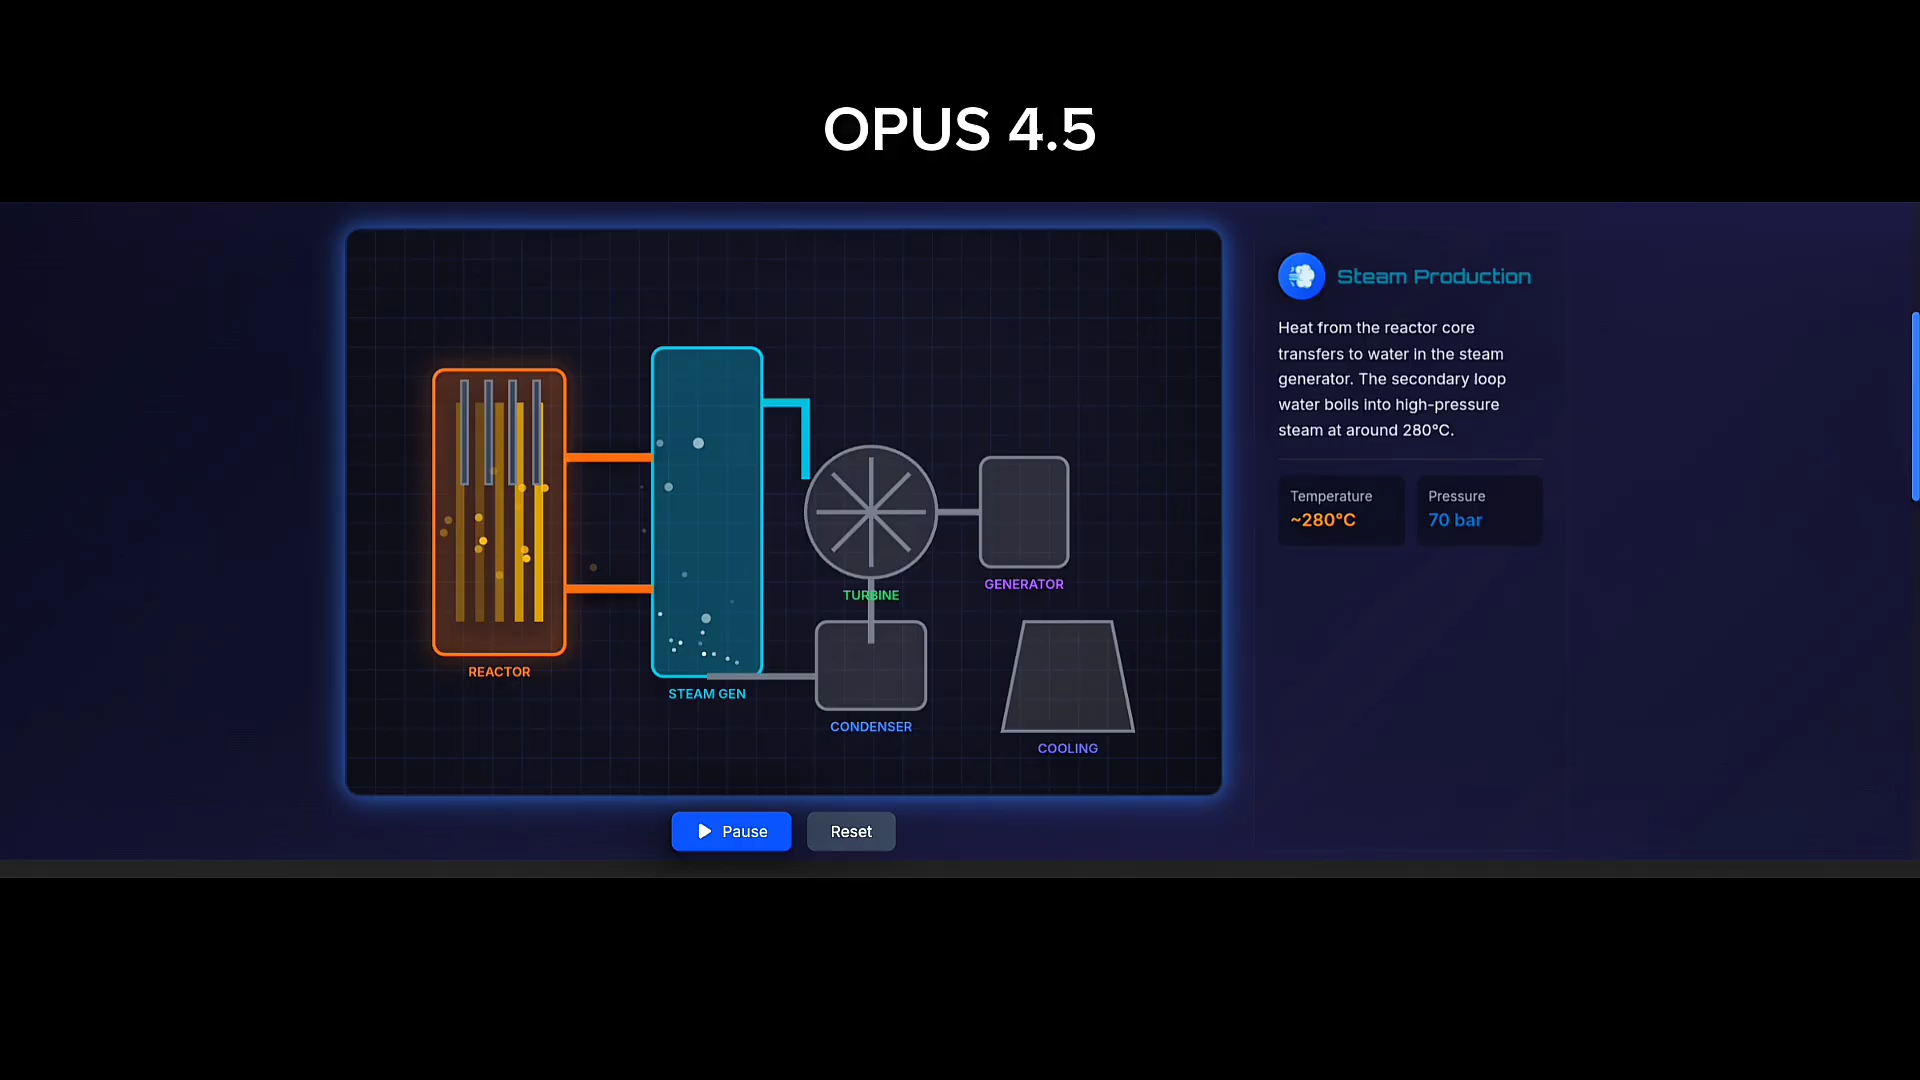 OPUS 4.5
Steam Production
Heat from the reactor core
transfers to water in the steam
generator. The secondary loop
water boils into high-pressure
steam at around 280°C.
Temperature
~280°C
Pressure
70 bar
REACTOR
STEAM GEN
TURBINE
GENERATOR
CONDENSER
COOLING
Pause
Reset